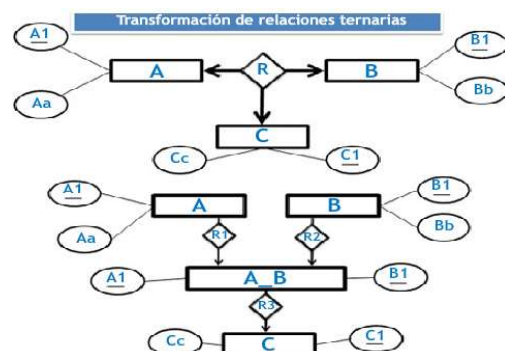 Transformación de relaciones ternarias
A1
Aa
A
R
B
B1
Bb
C
Cc
C1
A1
Aa
A
B
B1
Bb
R1
R2
A1
A_B
B1
R3
Cc
C
C1